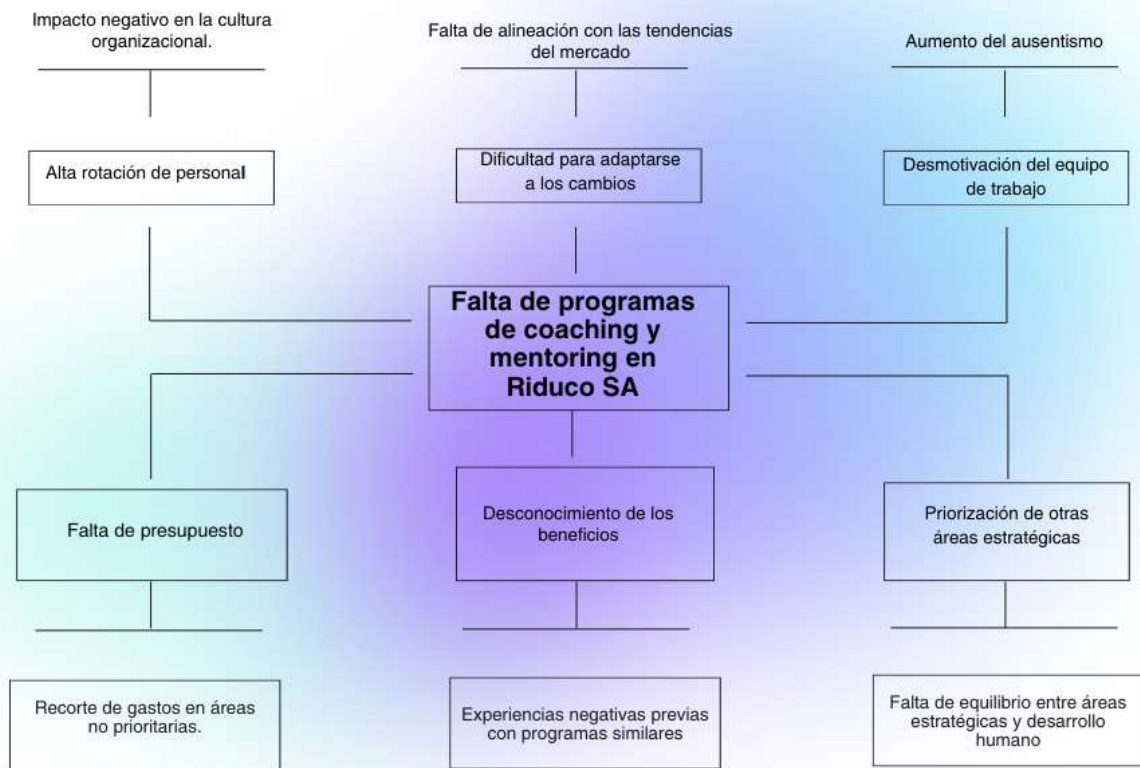 Impacto negativo en la cultura
organizacional.
Falta de alineación con las tendencias
del mercado
Aumento del ausentismo
Alta rotación de personal
Dificultad para adaptarse
a los cambios
Desmotivación del equipo
de trabajo
Falta de programas
de coaching y
mentoring en
Riduco SA
Falta de presupuesto
Desconocimiento de los
beneficios
Priorización de otras
áreas estratégicas
Recorte de gastos en áreas
no prioritarias.
Experiencias negativas previas
con programas similares
Falta de equilibrio entre áreas
estratégicas y desarrollo
humano